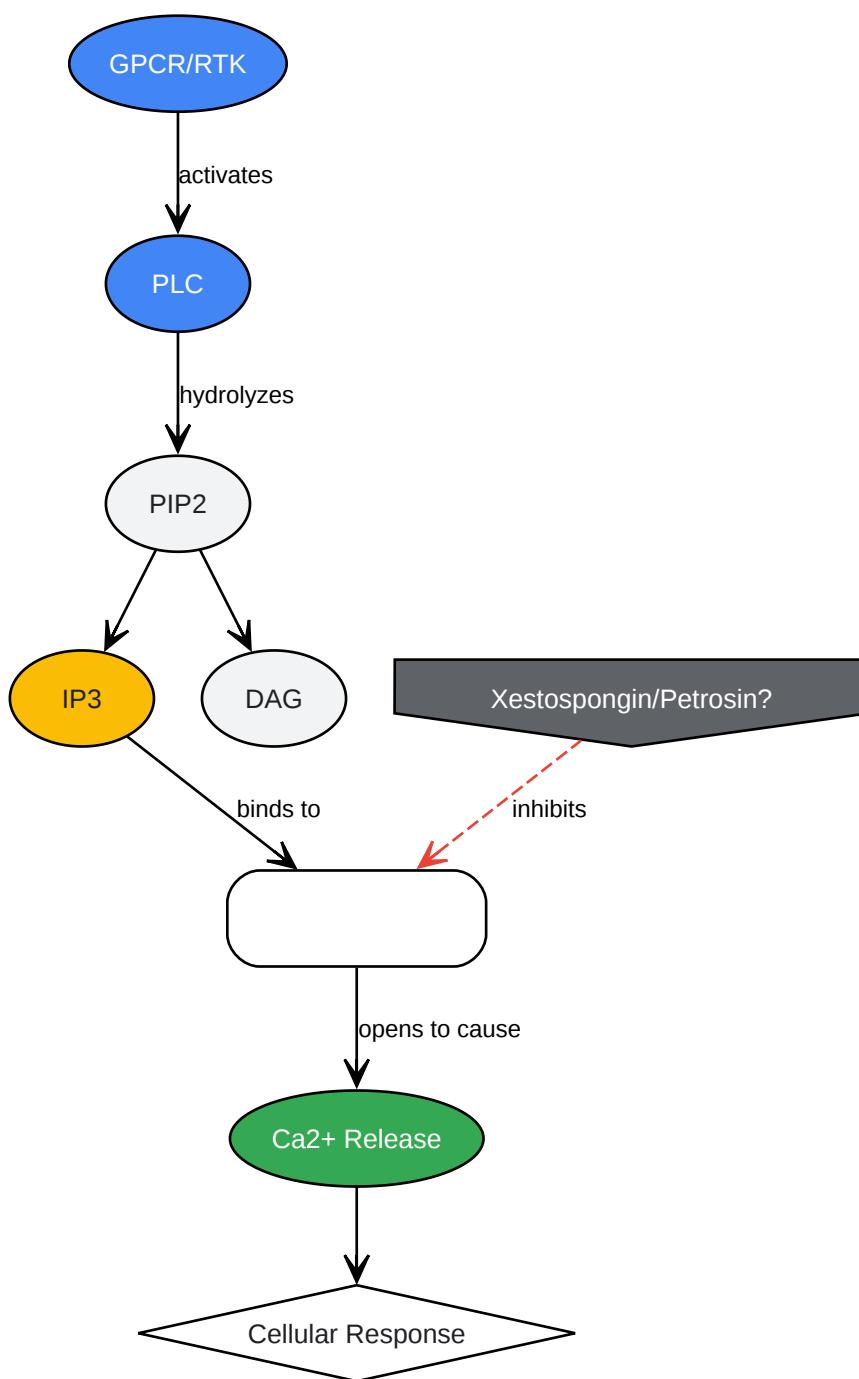 GPCR/RTK
activates
PLC
hydrolyzes
PIP2
IP3
DAG
Xestospongin/Petrosin?
binds to
inhibits
opens to cause
Ca2+ Release
Cellular Response